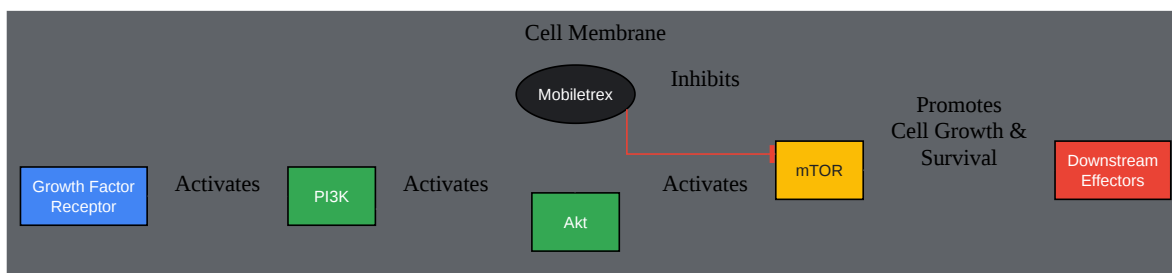 Cell Membrane
Mobiletrex
Inhibits
Promotes
Cell Growth &
Survival
Growth Factor
Receptor
Activates
PI3K
Activates
Akt
Activates
mTOR
Downstream
Effectors